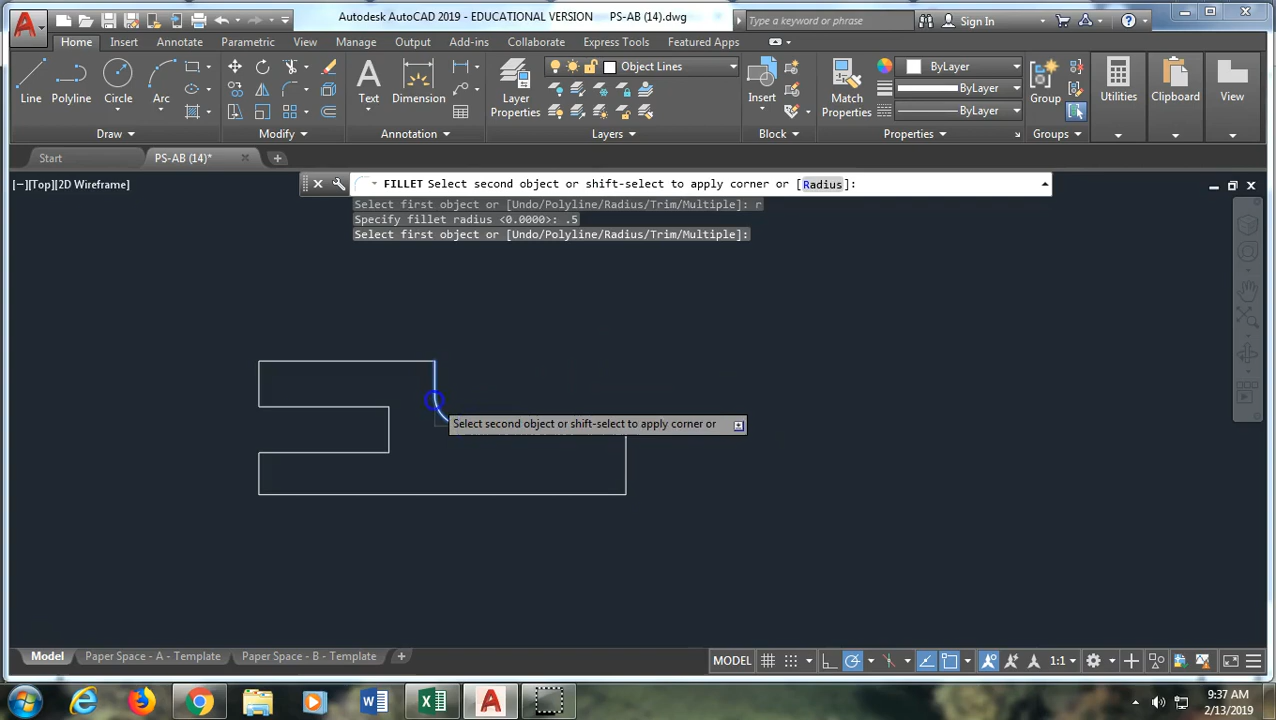 Autodesk AutoCAD 2019 - EDUCATIONAL VERSION PS-AB (14).dwg
Type a keyword or phrase
Sign In
Home Insert Annotate Parametric View Manage Output Add-ins Collaborate Express Tools Featured Apps
Line Polyline Circle Arc
Text Dimension
Layer Properties
Object Lines
Insert
Match Properties
ByLayer
ByLayer
ByLayer
Group
Utilities
Clipboard
View
Draw Modify Annotation Layers Block Properties Groups
Start PS-AB (14)*
[−][Top][2D Wireframe]
FILLET Select second object or shift-select to apply corner or [Radius]:
Select first object or [Undo/Polyline/Radius/Trim/Multiple]: r
Specify fillet radius <0.0000>: .5
Select first object or [Undo/Polyline/Radius/Trim/Multiple]:
Select second object or shift-select to apply corner or
Model Paper Space - A - Template Paper Space - B - Template
MODEL 1:1
9:37 AM
2/13/2019